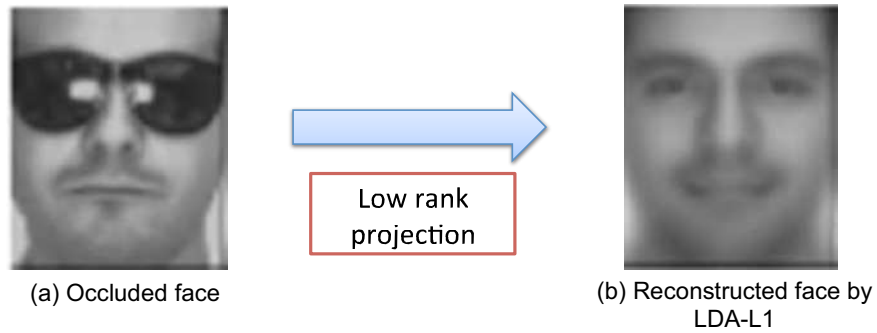 Low rank
projection
(a) Occluded face
(b) Reconstructed face by
LDA-L1